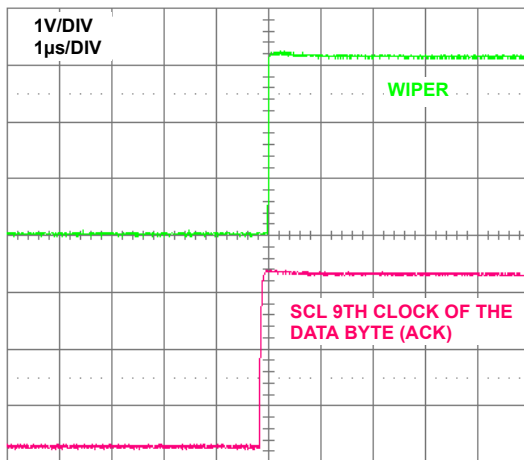 1V/DIV
1µs/DIV
WIPER
SCL 9TH CLOCK OF THE
DATA BYTE (ACK)